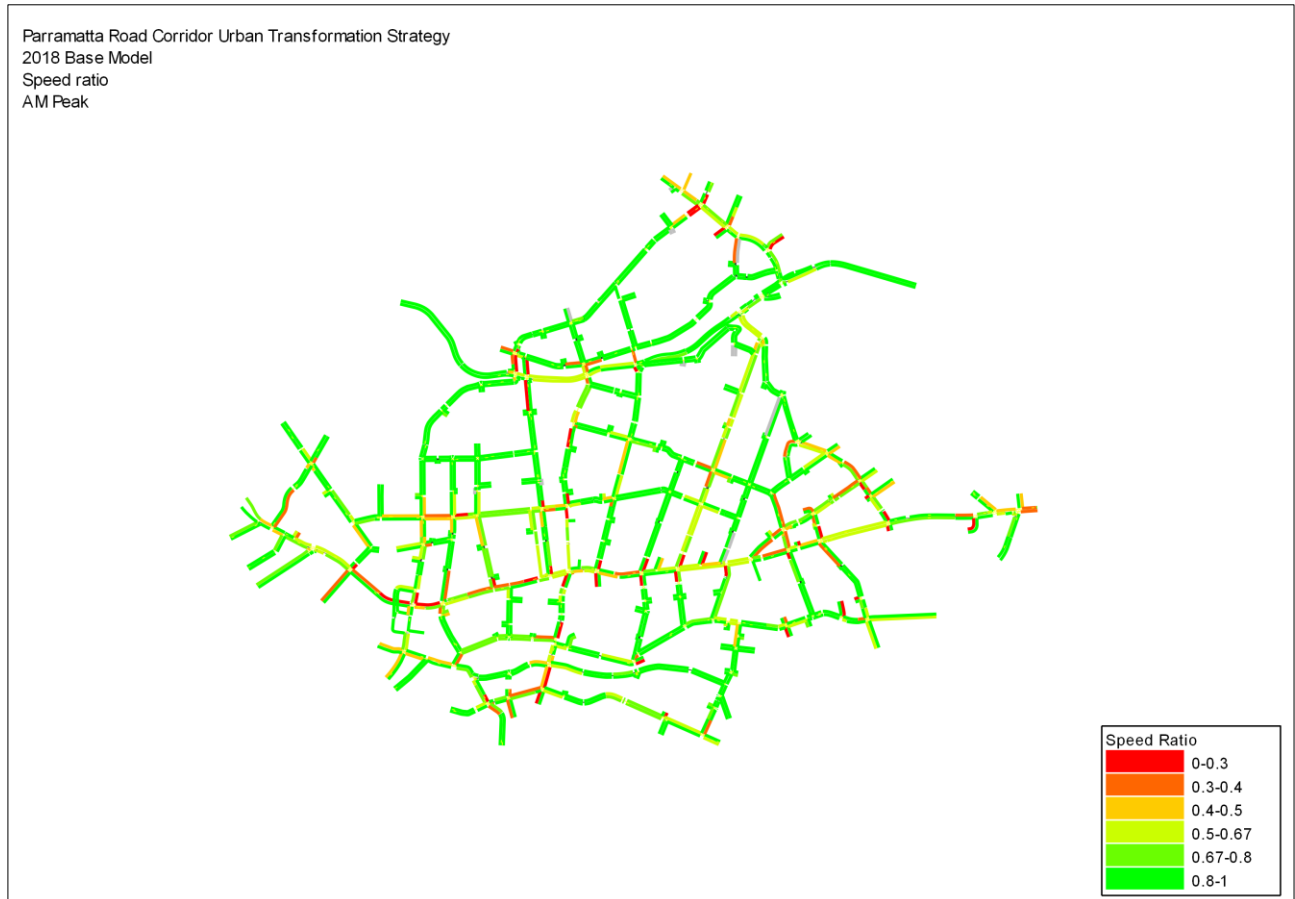 Parramatta Road Corridor Urban Transformation Strategy
2018 Base Model
Speed ratio
AM Peak
Speed Ratio
0-0.3
0.3-0.4
0.4-0.5
0.5-0.67
0.67-0.8
0.8-1